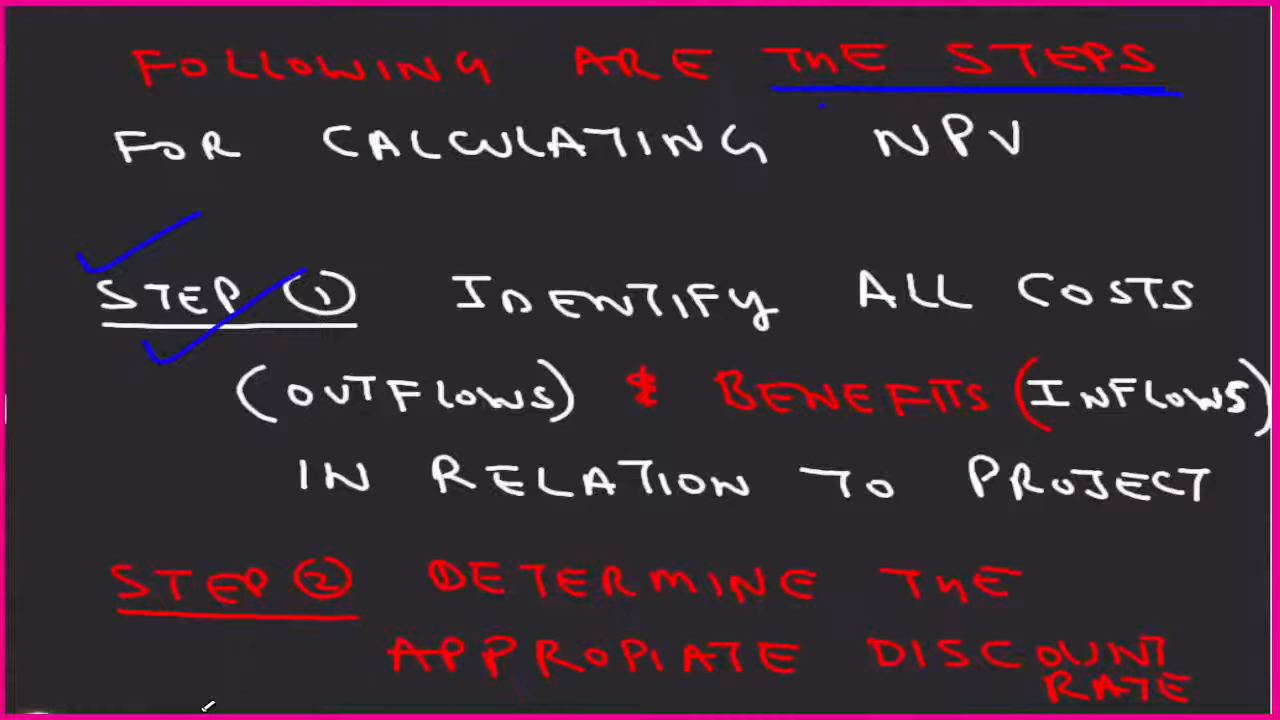 FOLLOWING ARE THE STEPS
FOR CALCULATING NPV
STEP ① IDENTIFY ALL COSTS
(OUTFLOWS) & BENEFITS (INFLOWS)
IN RELATION TO PROJECT
STEP ② DETERMINE THE
APPROPIATE DISCOUNT
RATE